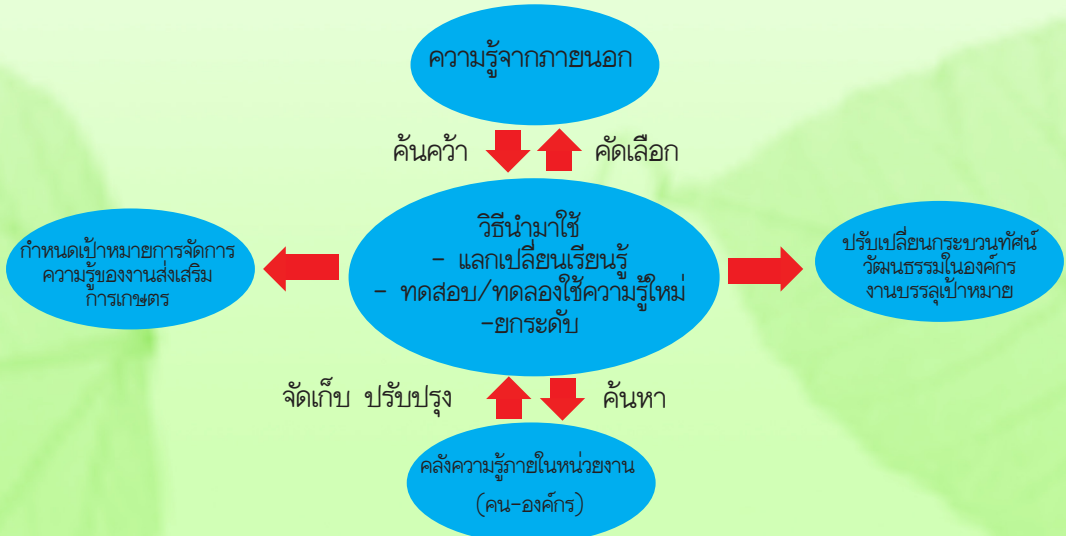 ความรู้จากภายนอก
ค้นคว้า
คัดเลือก
กำหนดเป้าหมายการจัดการ
ความรู้ของงานส่งเสริม
การเกษตร
วิธีนำมาใช้
- แลกเปลี่ยนเรียนรู้
- ทดสอบ/ทดลองใช้ความรู้ใหม่
-ยกระดับ
ปรับเปลี่ยนกระบวนทัศน์
วัฒนธรรมในองค์กร
งานบรรลุเป้าหมาย
จัดเก็บ ปรับปรุง
ค้นหา
คลังความรู้ภายในหน่วยงาน
(คน-องค์กร)